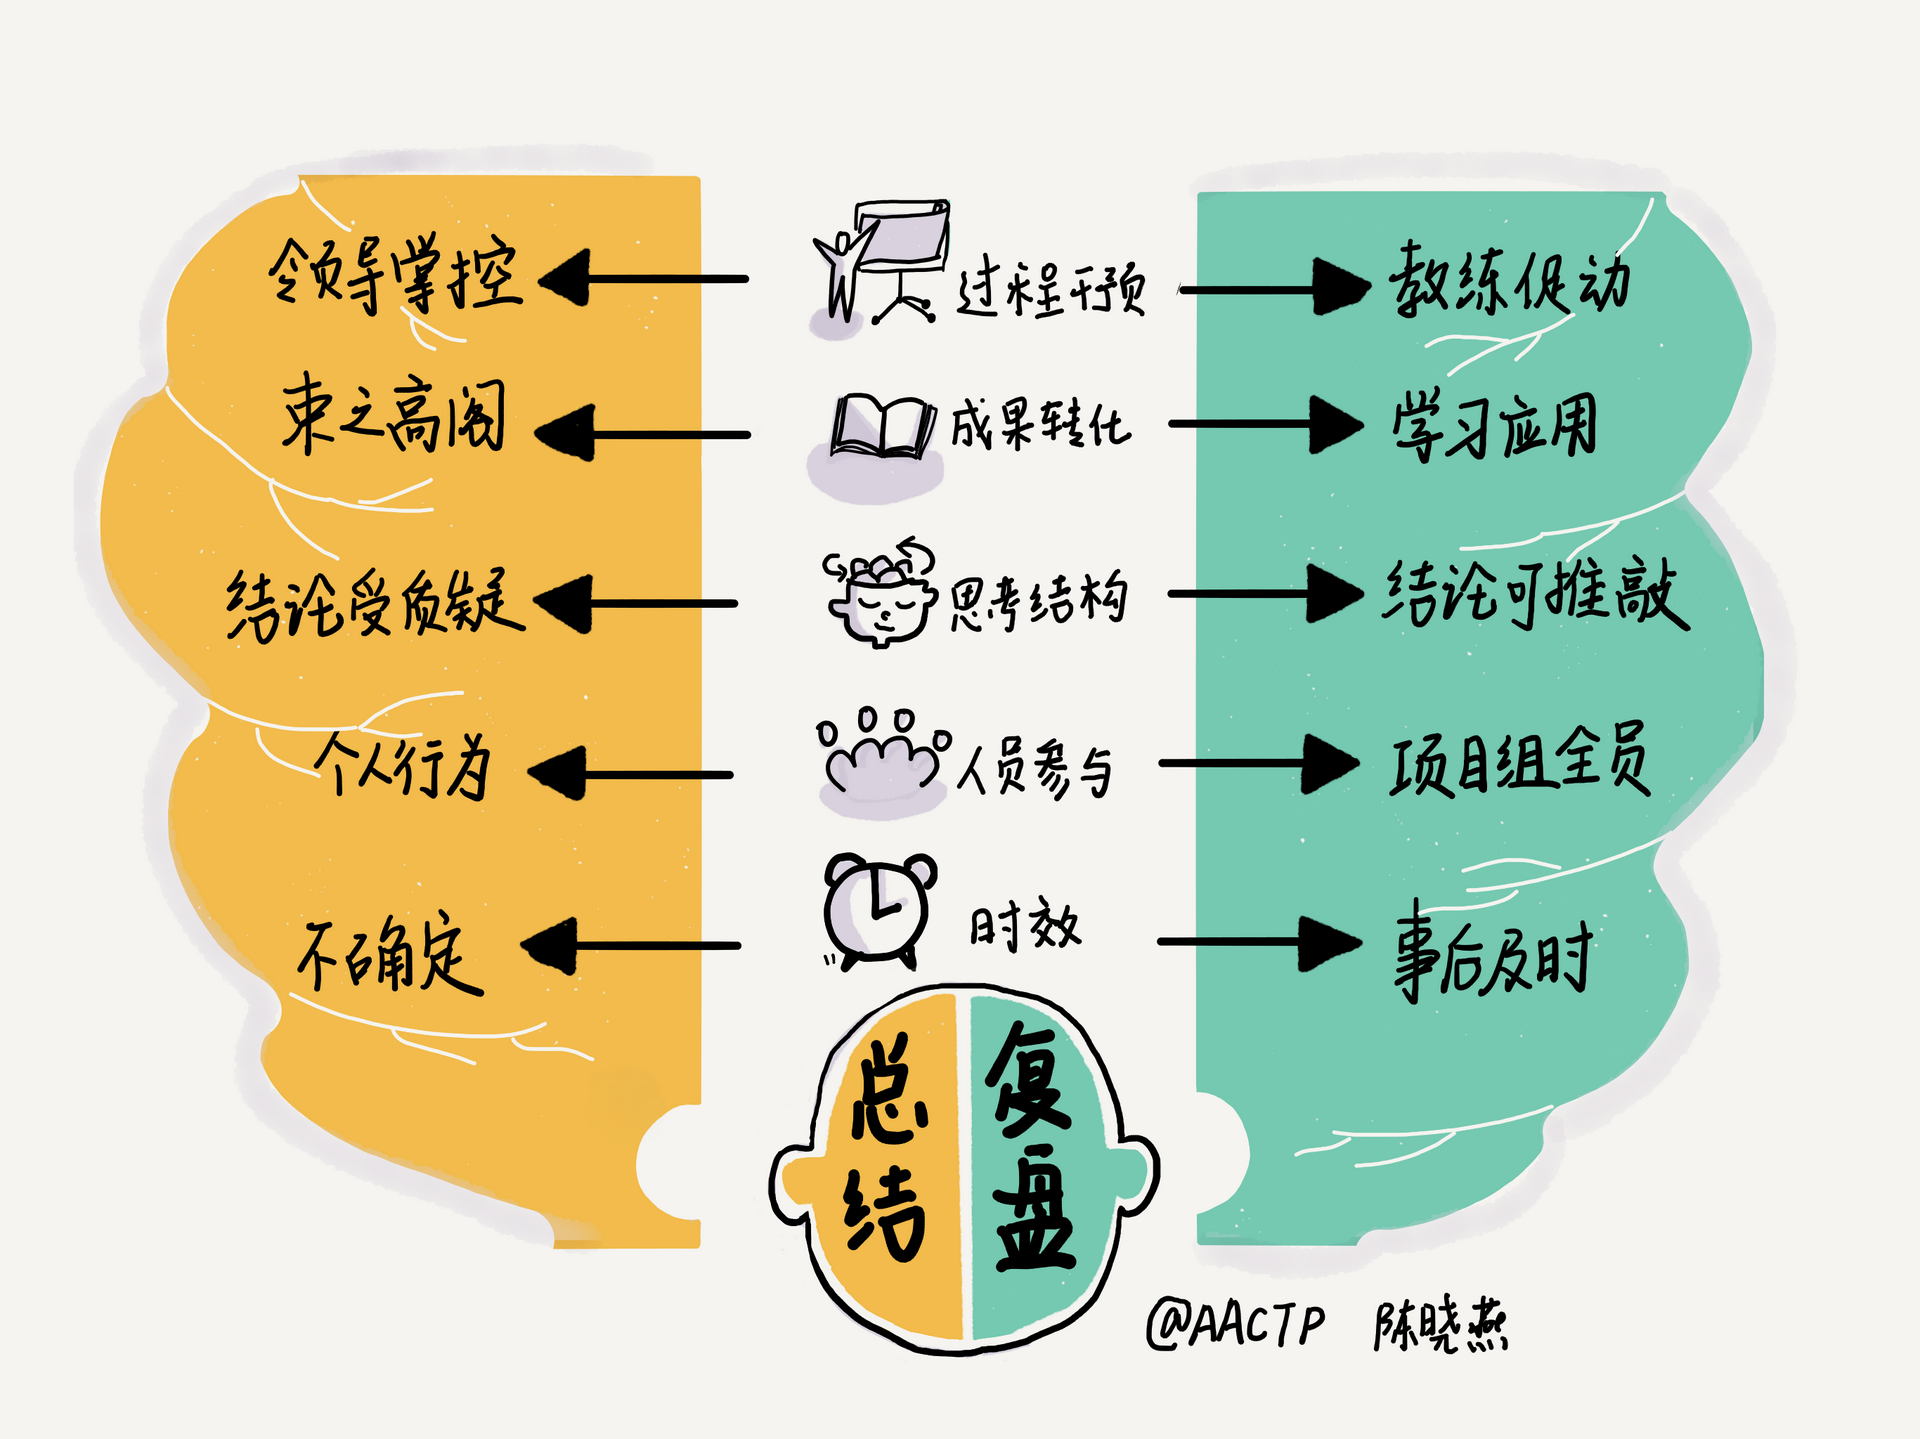 领导掌控 过程干预 教练促动
束之高阁 成果转化 学习应用
结论受质疑 思考结构 结论可推敲
个人行为 人员参与 项目组全员
不确定 时效 事后及时
总结
复盘
@AACTP 陈晓燕